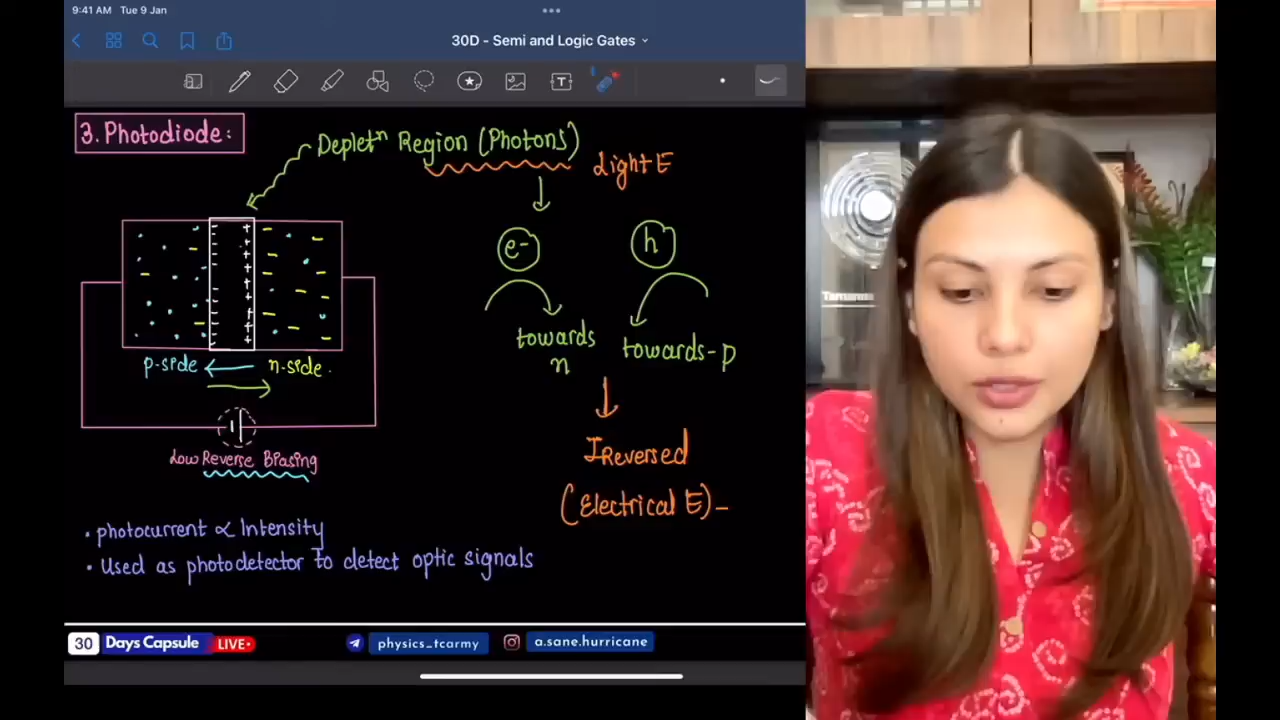 9:41 AM Tue 9 Jan
30D - Semi and Logic Gates
3. Photodiode:
Depletⁿ Region (Photons)
Light E
e-
h
towards n
towards-p
p-side
n-side.
Low Reverse Biasing
IReversed
(Electrical E)-
• photocurrent ∝ Intensity
• Used as photodetector to detect optic signals
30 Days Capsule LIVE
physics_tcarmy
a.sane.hurricane